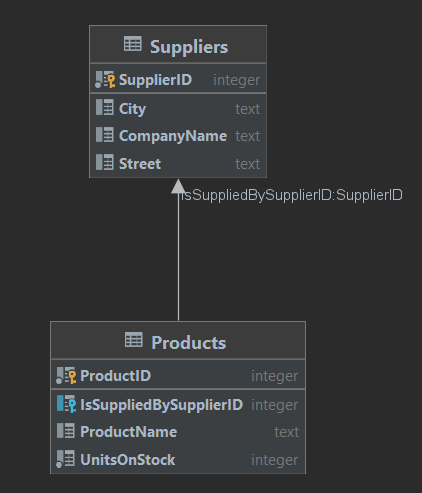 Suppliers
SupplierID integer
City text
CompanyName text
Street text
IsSuppliedBySupplierID:SupplierID
Products
ProductID integer
IsSuppliedBySupplierID integer
ProductName text
UnitsOnStock integer